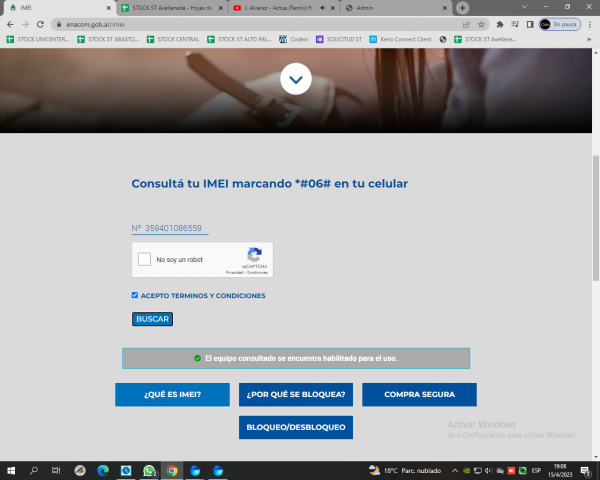 IMEI
STOCK ST Avellaneda - Hojas de
J. Alvarez - Actua (Remix) ft
Admin
enacom.gob.ar/imei
En pausa
STOCK UNICENTER...
STOCK ST ABASTO...
STOCK CENTRAL
STOCK ST ALTO PAL...
Coders
SOLICITUD ST
Kerio Connect Client
STOCK ST Avellane...
Consultá tu IMEI marcando *#06# en tu celular
Nº 359401086559
No soy un robot
reCAPTCHA
Privacidad - Condiciones
ACEPTO TERMINOS Y CONDICIONES
BUSCAR
El equipo consultado se encuentra habilitado para el uso.
¿QUÉ ES IMEI?
¿POR QUÉ SE BLOQUEA?
COMPRA SEGURA
BLOQUEO/DESBLOQUEO
Activar Windows
Ve a Configuración para activar Windows.
18°C Parc. nublado
ESP
19:08
15/4/2023